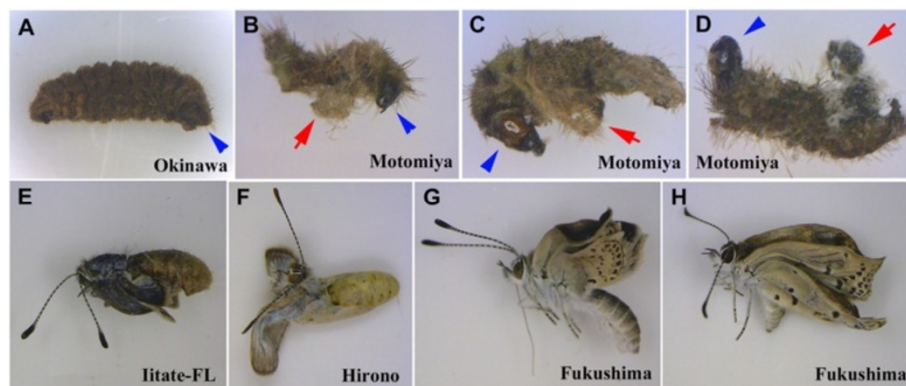 A
Okinawa
B
Motomiya
C
Motomiya
D
Motomiya
E
Iitate-FL
F
Hirono
G
Fukushima
H
Fukushima